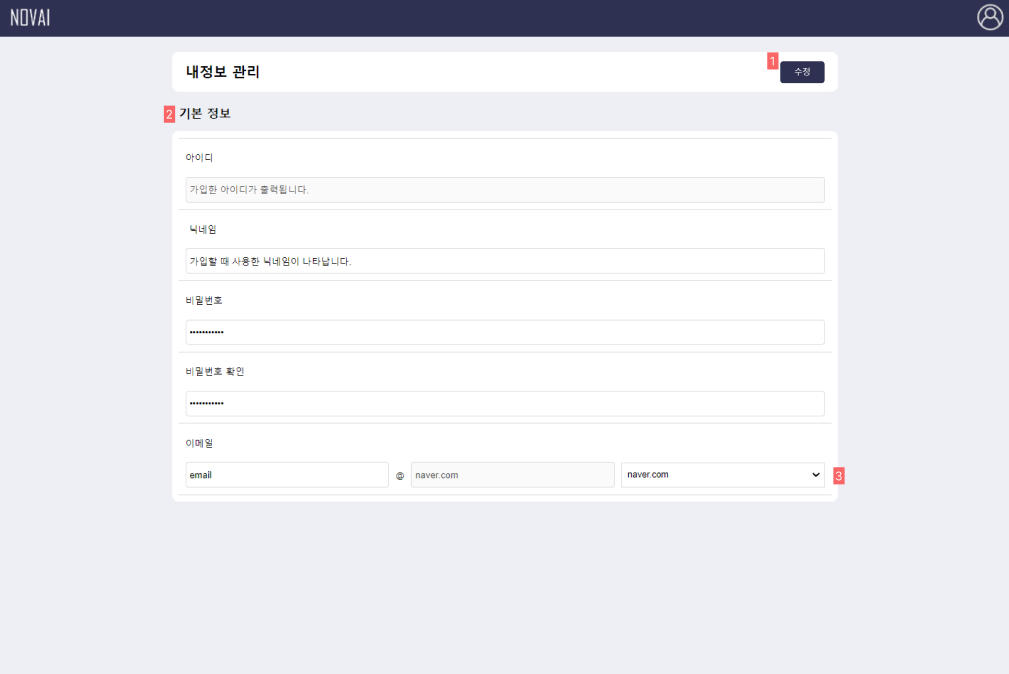 NOVAI
내정보 관리
1
수정
2 기본 정보
아이디
가입한 아이디가 출력됩니다.
닉네임
가입할 때 사용한 닉네임이 나타납니다.
비밀번호
•••••••••••
비밀번호 확인
•••••••••••
이메일
email @ naver.com naver.com 3